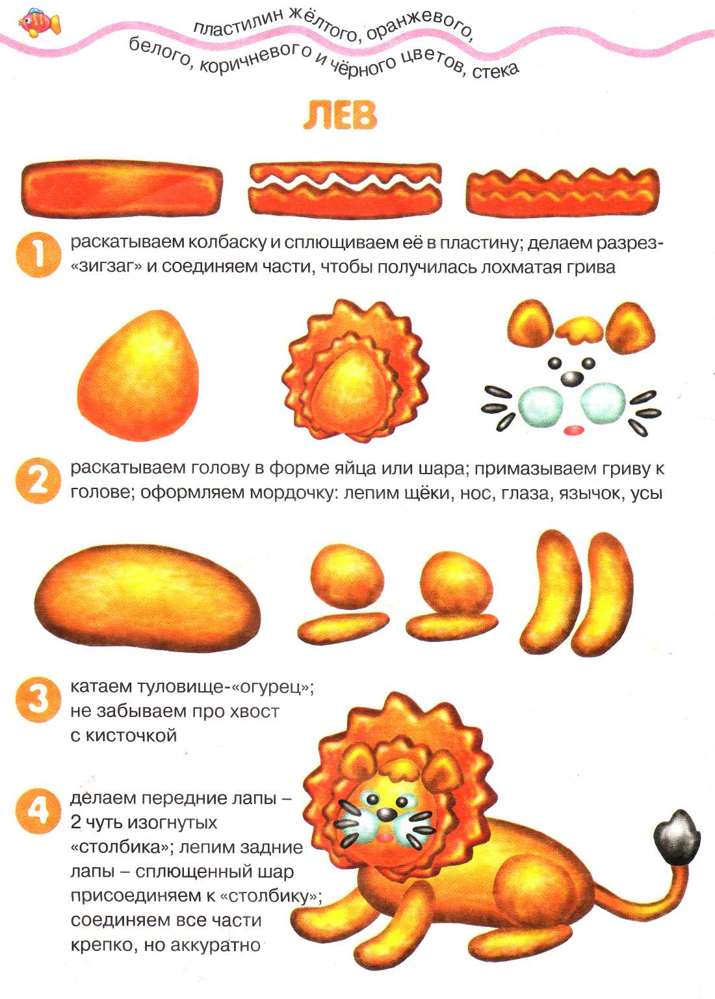 пластилин жёлтого, оранжевого,
белого, коричневого и чёрного цветов, стека
ЛЕВ
1
раскатываем колбаску и сплющиваем её в пластину; делаем разрез-
«зигзаг» и соединяем части, чтобы получилась лохматая грива
2
раскатываем голову в форме яйца или шара; примазываем гриву к
голове; оформляем мордочку: лепим щёки, нос, глаза, язычок, усы
3
катаем туловище-«огурец»;
не забываем про хвост
с кисточкой
4
делаем передние лапы –
2 чуть изогнутых
«столбика»; лепим задние
лапы – сплющенный шар
присоединяем к «столбику»;
соединяем все части
крепко, но аккуратно